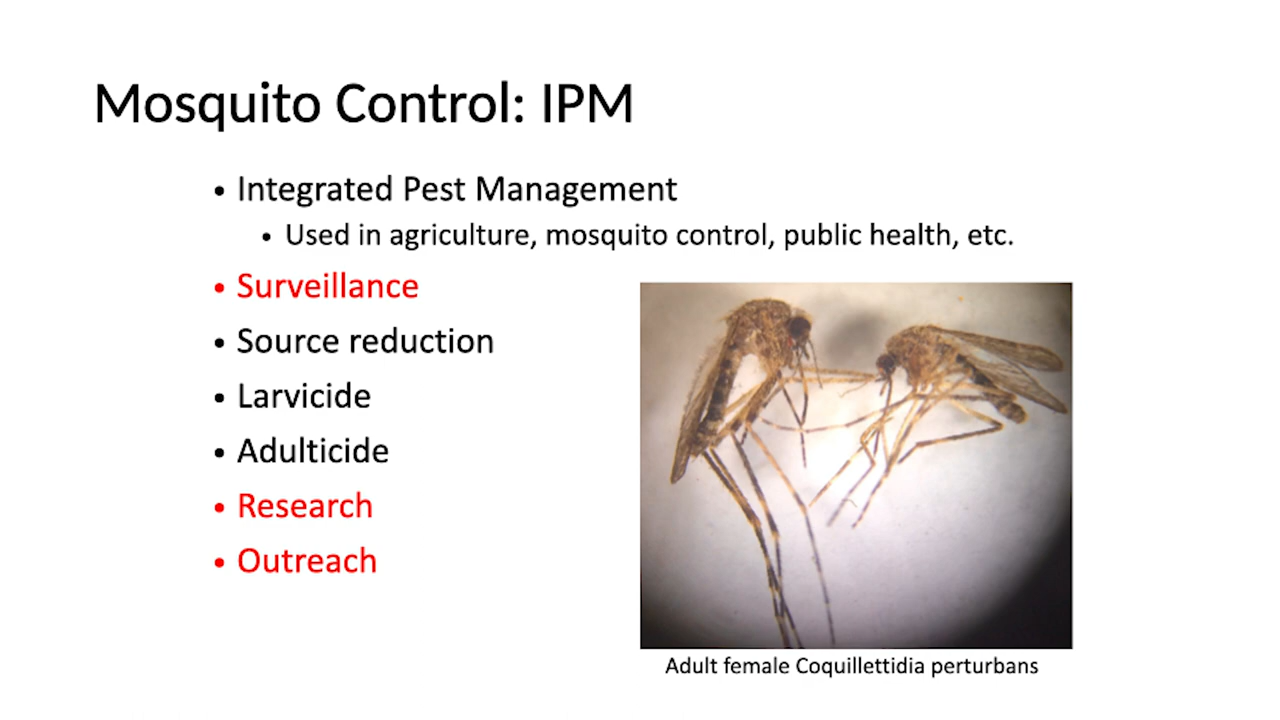 Mosquito Control: IPM
• Integrated Pest Management
• Used in agriculture, mosquito control, public health, etc.
• Surveillance
• Source reduction
• Larvicide
• Adulticide
• Research
• Outreach
Adult female Coquillettidia perturbans